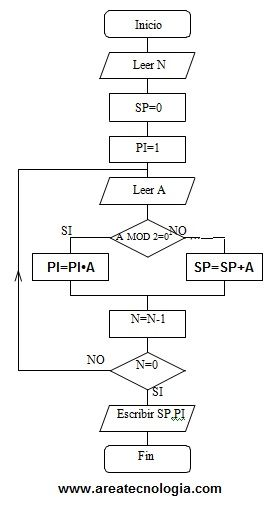 Inicio
Leer N
SP=0
PI=1
Leer A
SI A MOD 2=0 NO
PI=PI•A SP=SP+A
N=N-1
NO N=0
SI
Escribir SP,PI
Fin
www.areatecnologia.com